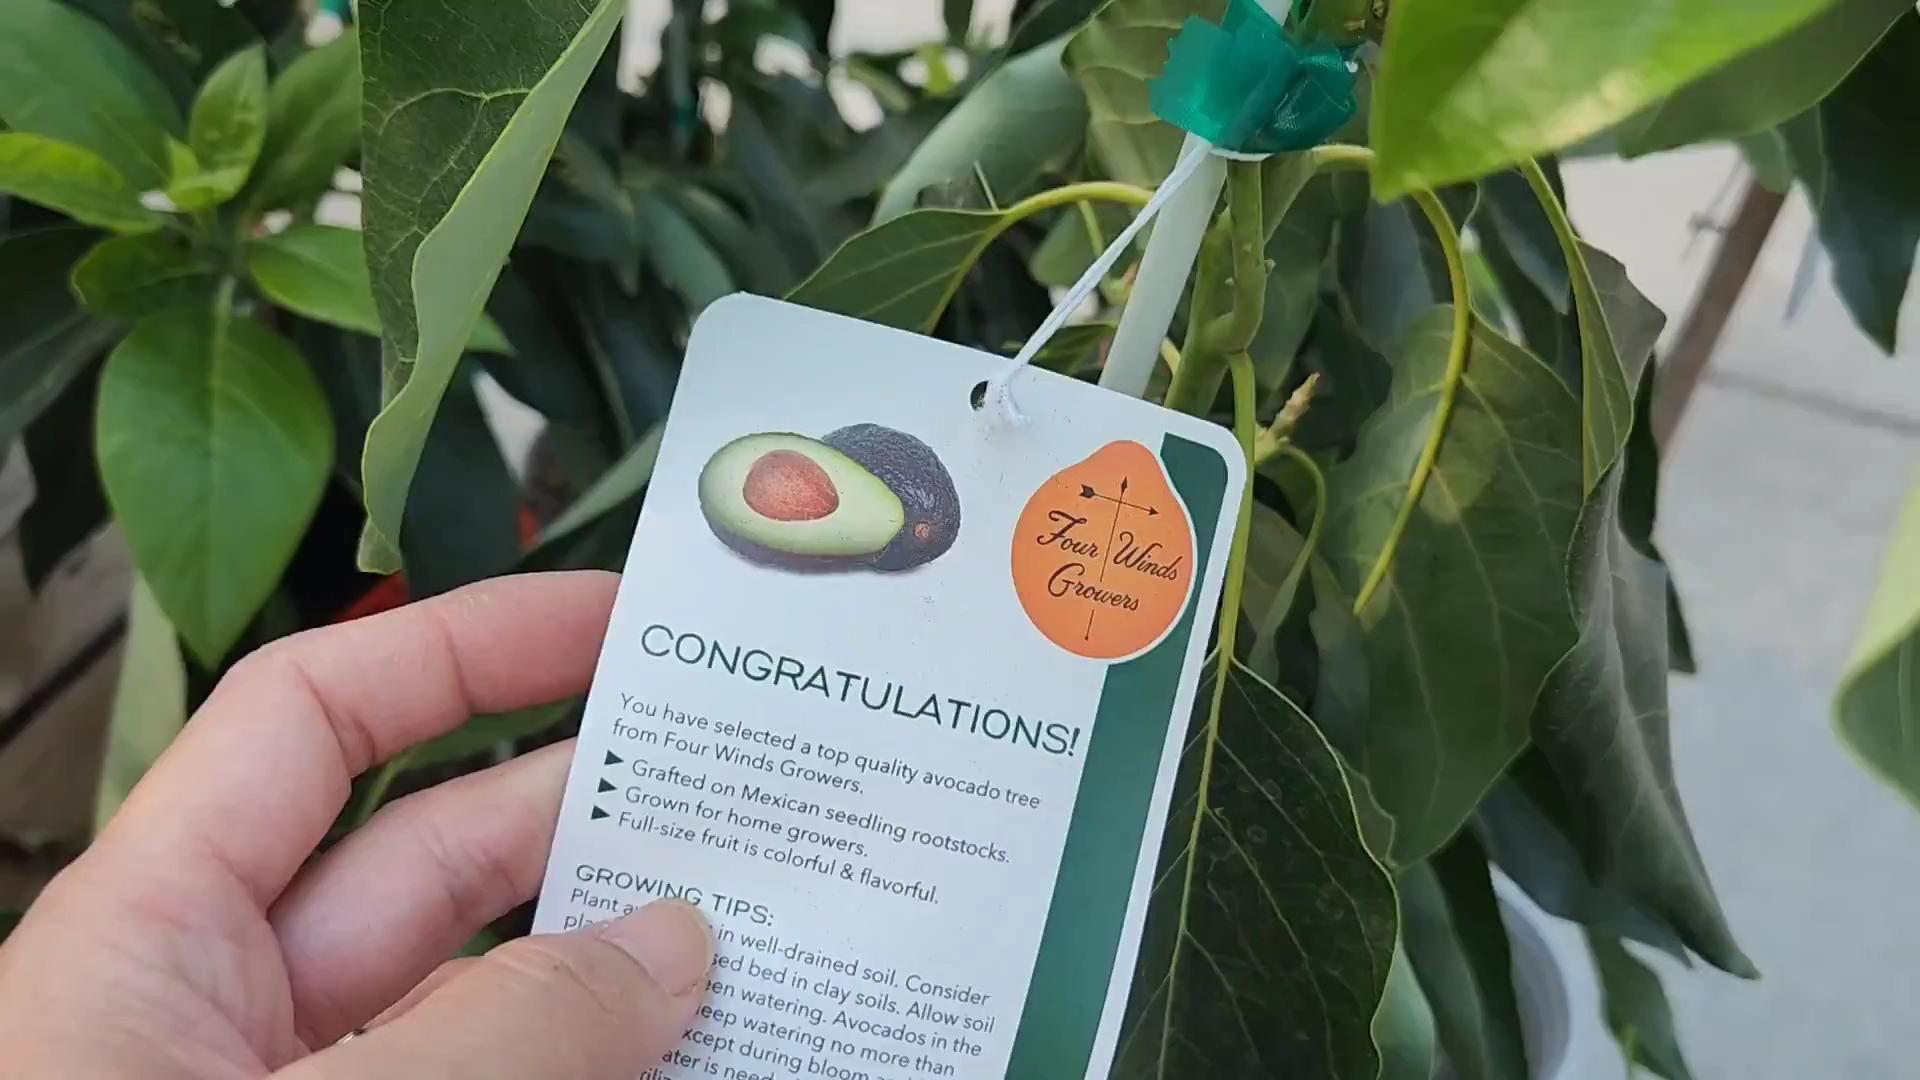 Four Winds
Growers
CONGRATULATIONS!
You have selected a top quality avocado tree
from Four Winds Growers.
► Grafted on Mexican seedling rootstocks.
► Grown for home growers.
► Full-size fruit is colorful & flavorful.
GROWING TIPS:
Plant in well-drained soil. Consider
bed in clay soils. Allow soil
watering. Avocados in the
watering no more than
during bloom
is